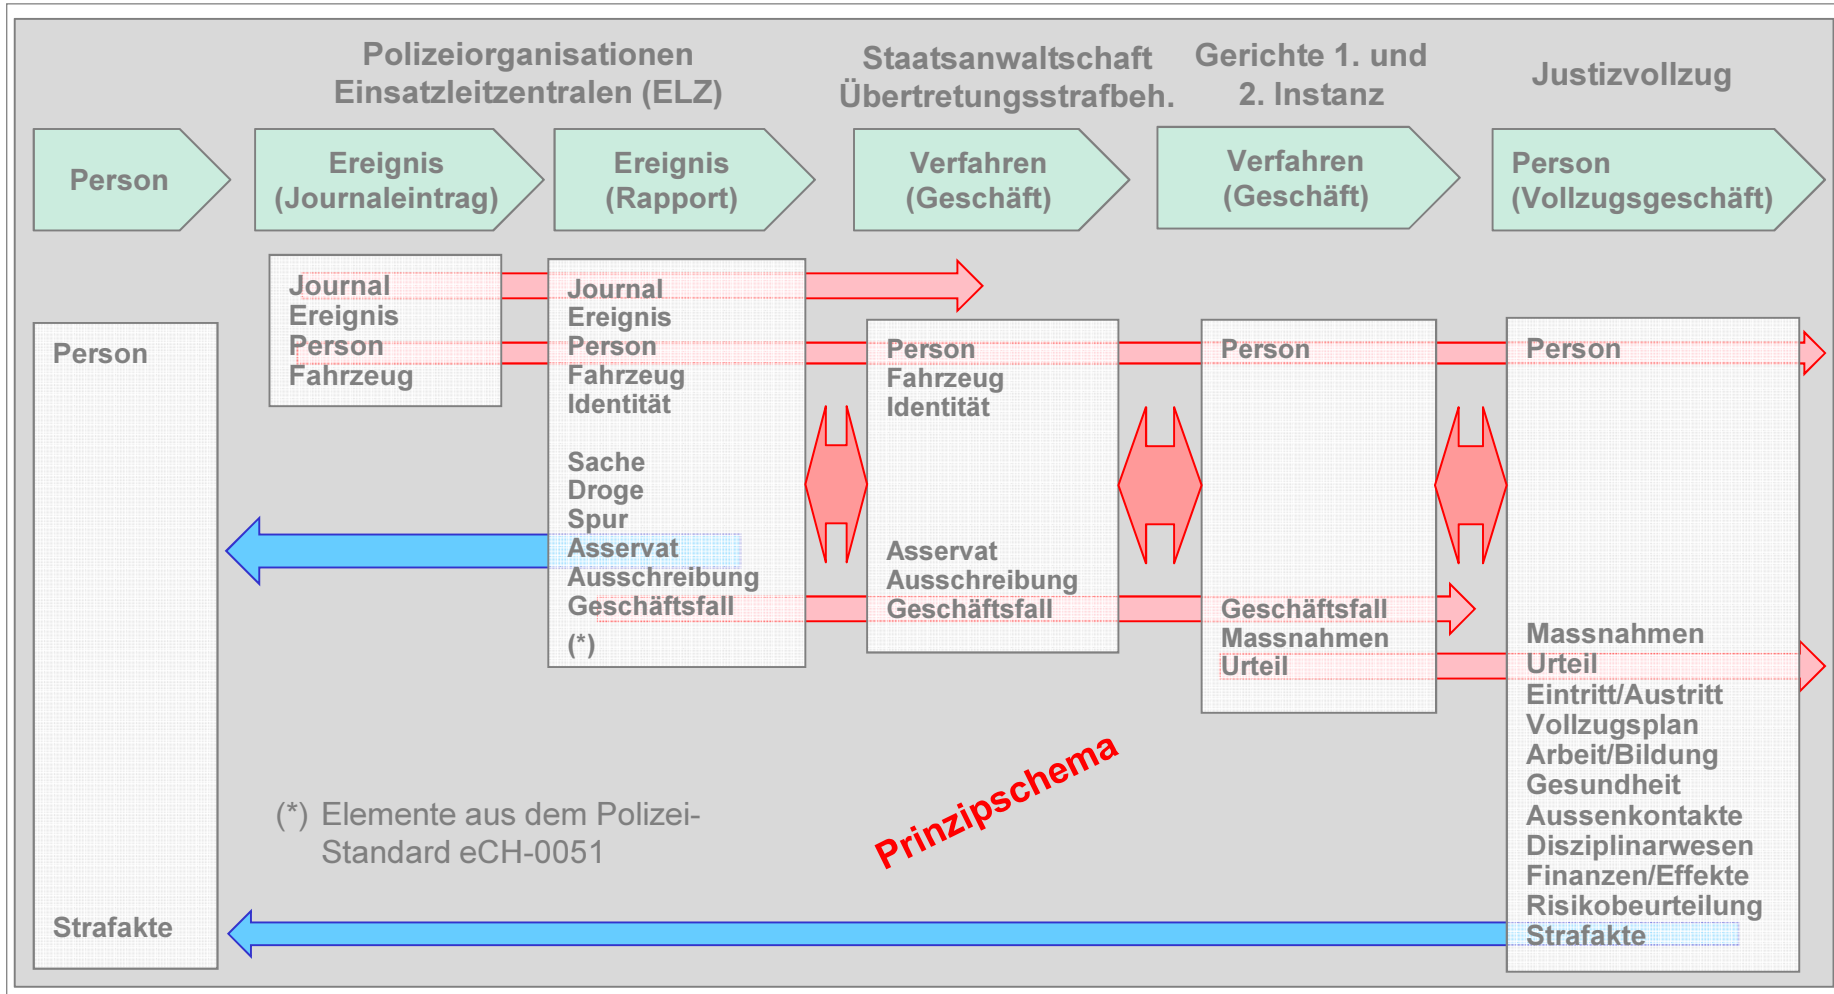 Polizeiorganisationen
Einsatzleitzentralen (ELZ)
Staatsanwaltschaft
Übertretungsstrafbeh.
Gerichte 1. und
2. Instanz
Justizvollzug
Person
Ereignis
(Journaleintrag)
Ereignis
(Rapport)
Verfahren
(Geschäft)
Verfahren
(Geschäft)
Person
(Vollzugsgeschäft)
Person
Strafakte
Journal
Ereignis
Person
Fahrzeug
Journal
Ereignis
Person
Fahrzeug
Identität
Sache
Droge
Spur
Asservat
Ausschreibung
Geschäftsfall
(*)
Person
Fahrzeug
Identität
Asservat
Ausschreibung
Geschäftsfall
Person
Geschäftsfall
Massnahmen
Urteil
Person
Massnahmen
Urteil
Eintritt/Austritt
Vollzugsplan
Arbeit/Bildung
Gesundheit
Aussenkontakte
Disziplinarwesen
Finanzen/Effekte
Risikobeurteilung
Strafakte
Prinzipschema
(*) Elemente aus dem Polizei-
Standard eCH-0051